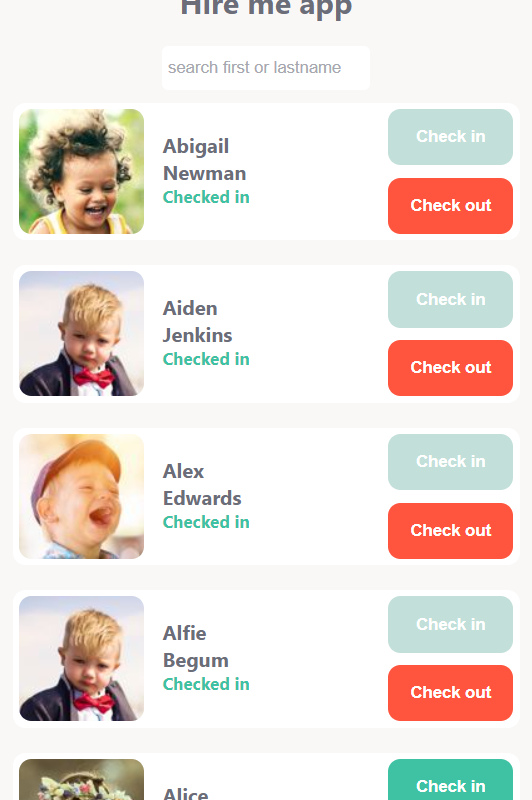 Hire me app
search first or lastname
Abigail
Newman
Checked in
Check in
Check out
Aiden
Jenkins
Checked in
Check in
Check out
Alex
Edwards
Checked in
Check in
Check out
Alfie
Begum
Checked in
Check in
Check out
Alice
Check in